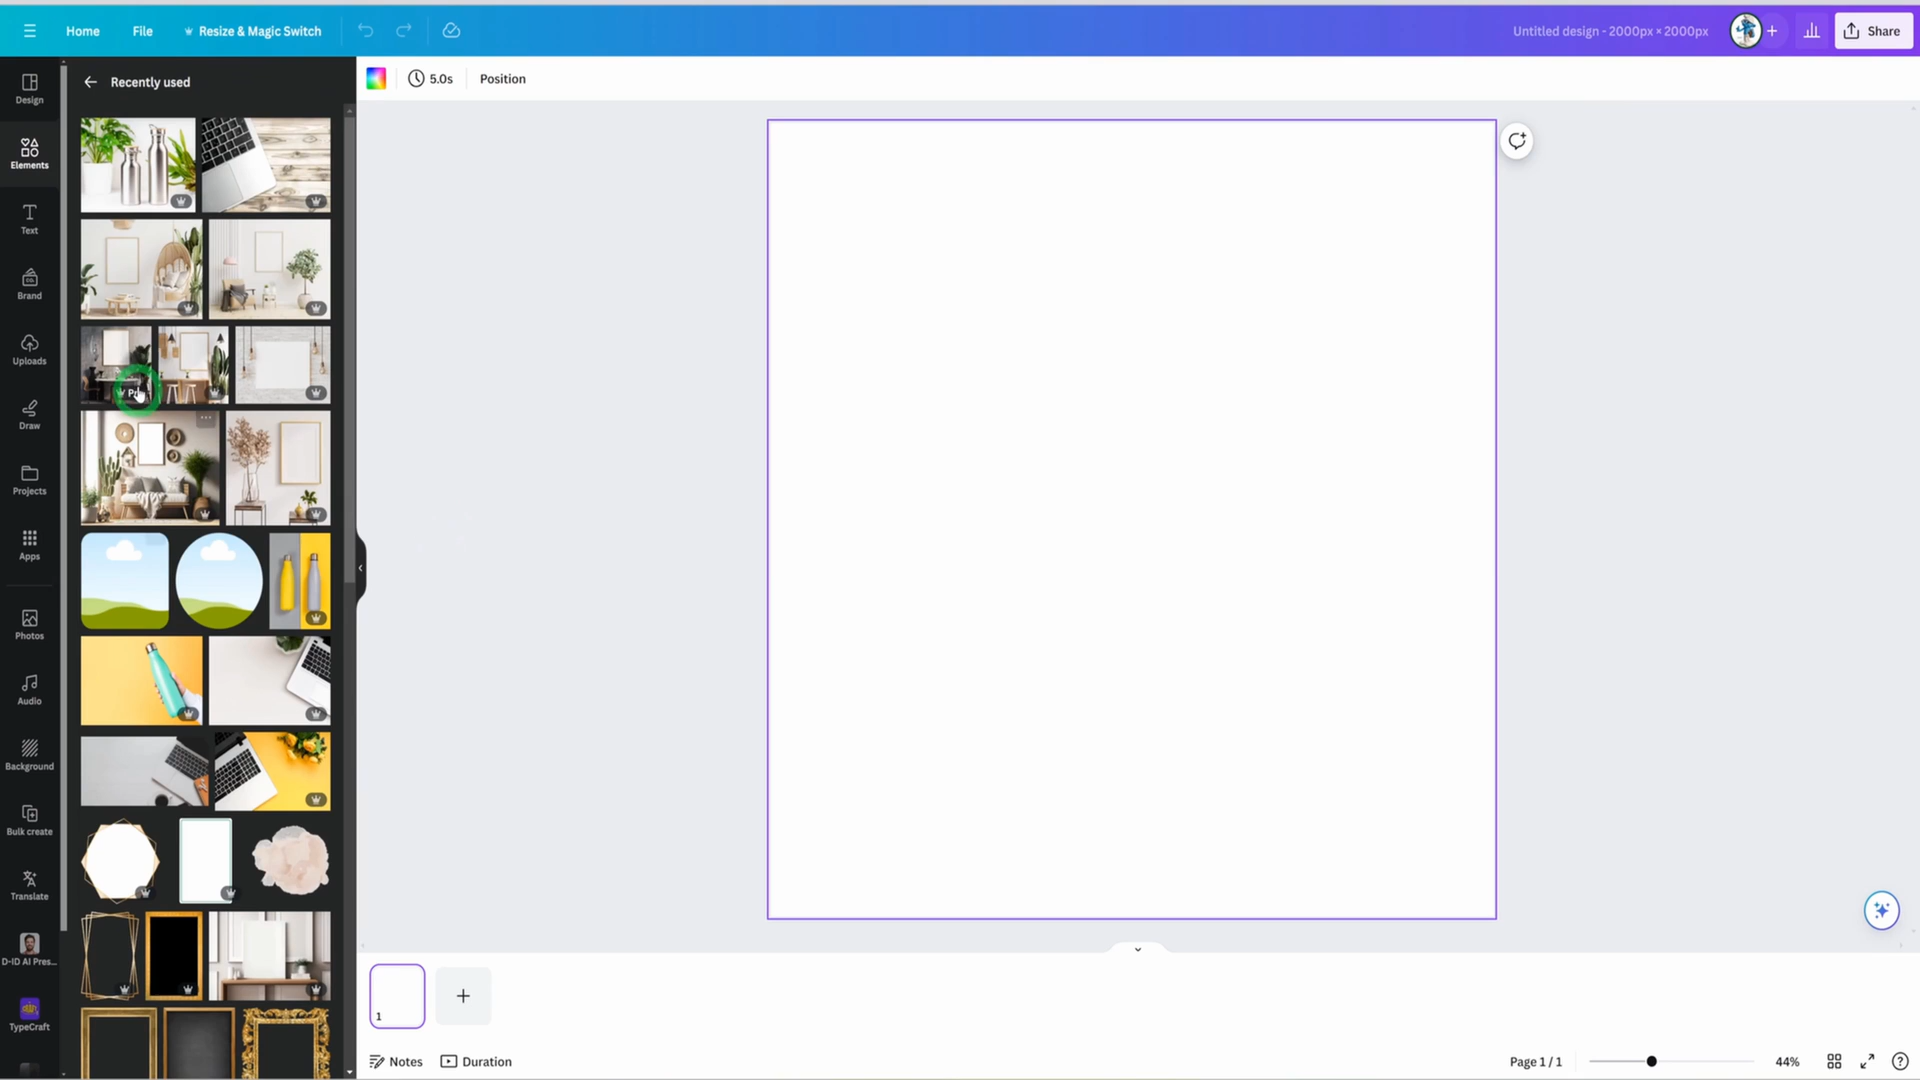 Home
File
Resize & Magic Switch
Untitled design - 2000px × 2000px
Share
Design
Elements
Text
Brand
Uploads
Draw
Projects
Apps
Photos
Audio
Background
Bulk create
Translate
D-ID AI Pres...
TypeCraft
Recently used
5.0s
Position
1
Notes
Duration
Page 1 / 1
44%